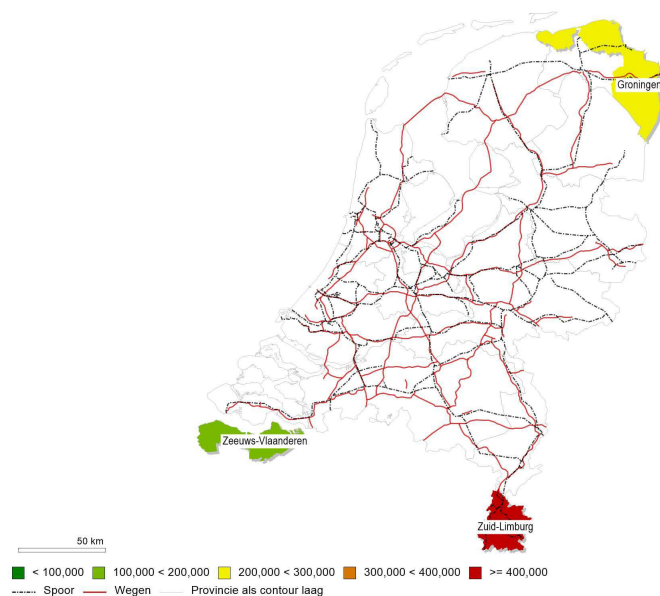 Groningen
Zeeuws-Vlaanderen
Zuid-Limburg
50 km
< 100,000 100,000 < 200,000 200,000 < 300,000 300,000 < 400,000 >= 400,000
Spoor Wegen Provincie als contour laag